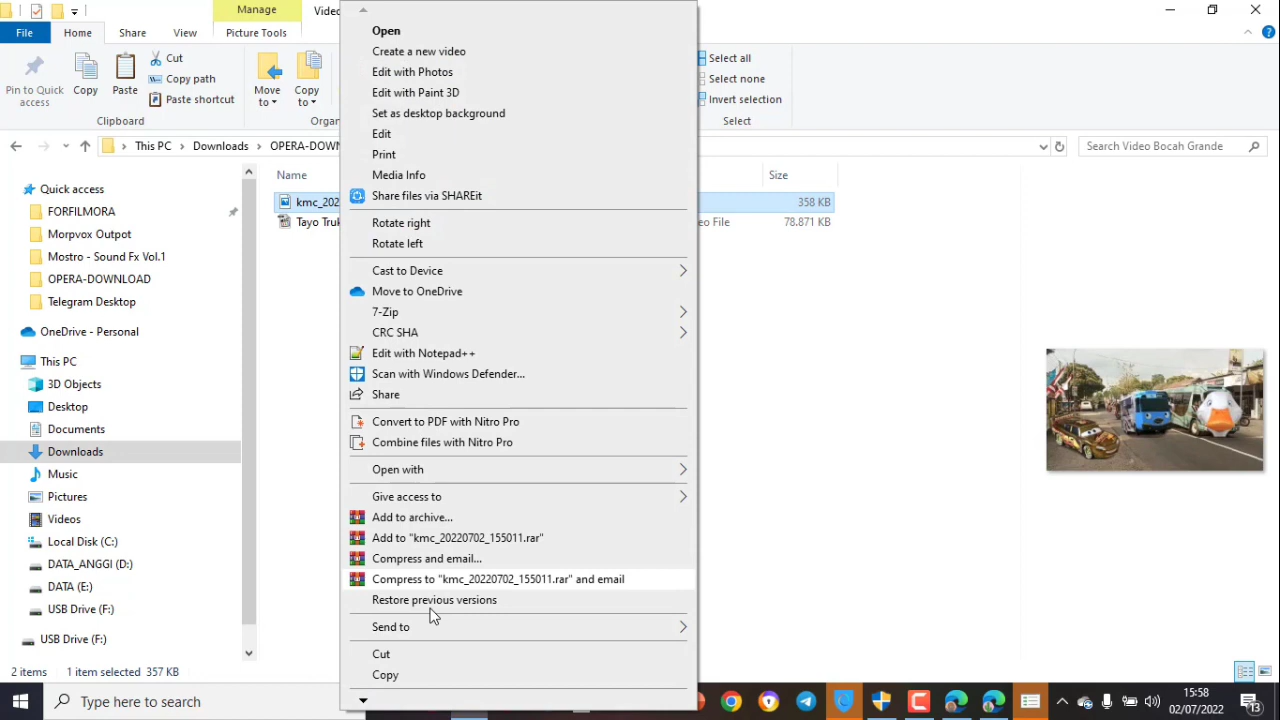 Manage
Video
File
Home
Share
View
Picture Tools
Pin to Quick
access
Copy
Paste
Cut
Copy path
Paste shortcut
Clipboard
Move
to
Copy
to
Organ
Select all
Select none
Invert selection
Select
This PC
Downloads
OPERA-DOWN
Search Video Bocah Grande
Quick access
FORFILMORA
Morpvox Outpot
Mostro - Sound Fx Vol.1
OPERA-DOWNLOAD
Telegram Desktop
OneDrive - Personal
This PC
3D Objects
Desktop
Documents
Downloads
Music
Pictures
Videos
Local Disk (C:)
DATA_ANGGI (D:)
DATA (E:)
USB Drive (F:)
USB Drive (F:)
Name
Size
kmc_202
358 KB
Tayo Truk
eo File
78.871 KB
Open
Create a new video
Edit with Photos
Edit with Paint 3D
Set as desktop background
Edit
Print
Media Info
Share files via SHAREit
Rotate right
Rotate left
Cast to Device
Move to OneDrive
7-Zip
CRC SHA
Edit with Notepad++
Scan with Windows Defender...
Share
Convert to PDF with Nitro Pro
Combine files with Nitro Pro
Open with
Give access to
Add to archive...
Add to "kmc_20220702_155011.rar"
Compress and email...
Compress to "kmc_20220702_155011.rar" and email
Restore previous versions
Send to
Cut
Copy
2 items
1 item selected 357 KB
Type here to search
15:58
02/07/2022
13